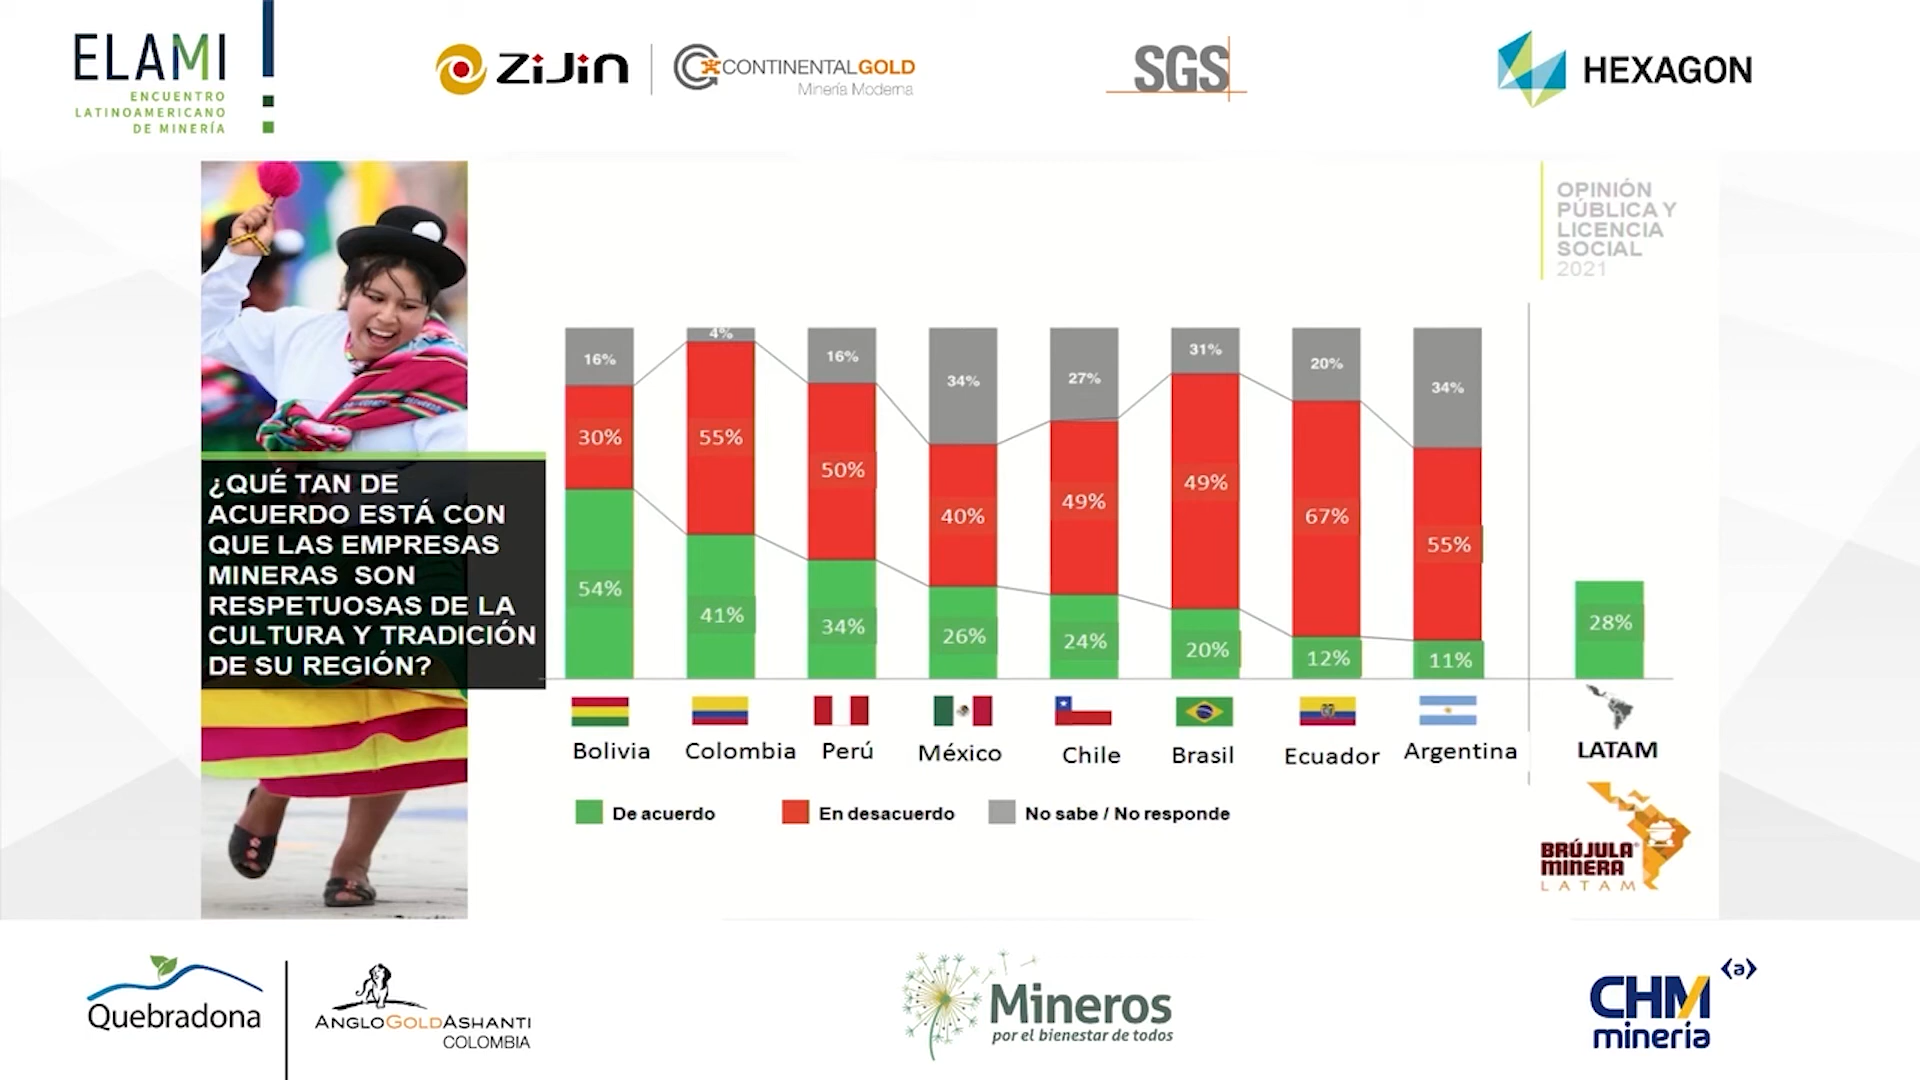 ELAMI
ENCUENTRO
LATINOAMERICANO
DE MINERÍA
ZiJin
CONTINENTALGOLD
Minería Moderna
SGS
HEXAGON
OPINIÓN
PÚBLICA Y
LICENCIA
SOCIAL
2021
¿QUÉ TAN DE
ACUERDO ESTÁ CON
QUE LAS EMPRESAS
MINERAS SON
RESPETUOSAS DE LA
CULTURA Y TRADICIÓN
DE SU REGIÓN?
16% 4% 16% 34% 27% 31% 20% 34%
30% 55% 50% 40% 49% 49% 67% 55%
54% 41% 34% 26% 24% 20% 12% 11% 28%
Bolivia Colombia Perú México Chile Brasil Ecuador Argentina LATAM
De acuerdo En desacuerdo No sabe / No responde
BRÚJULA
MINERA
LATAM
Quebradona
ANGLOGOLDASHANTI
COLOMBIA
Mineros
por el bienestar de todos
CHM
minería
(a)